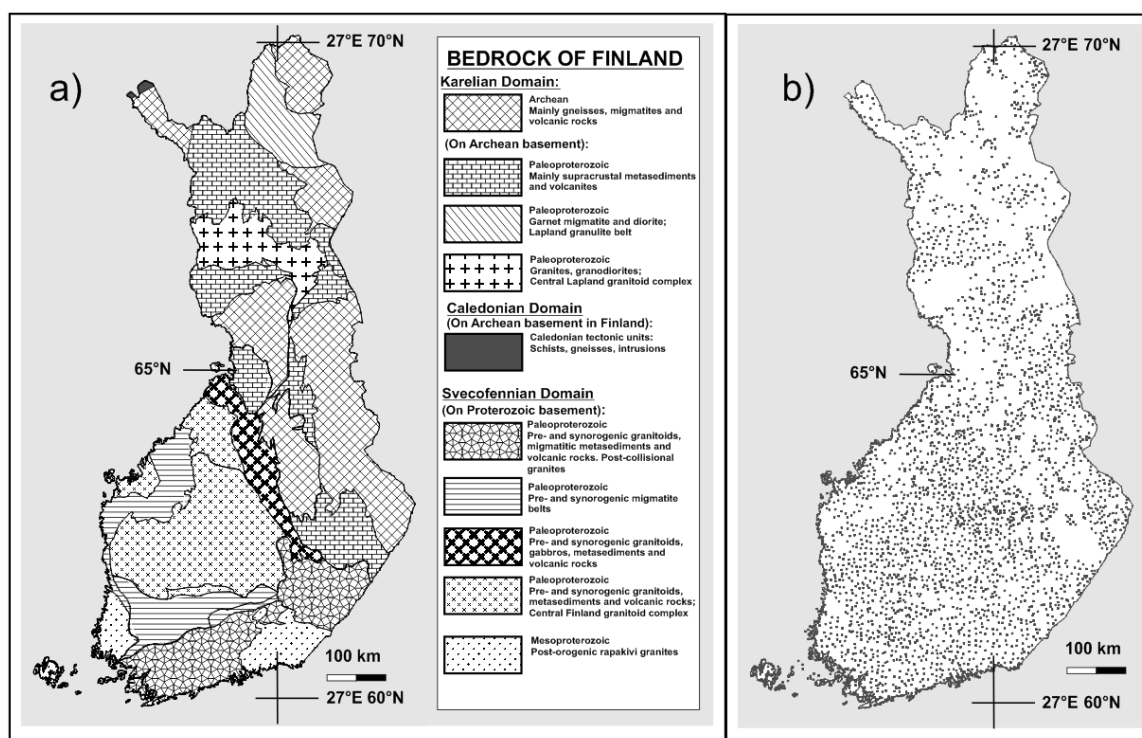 a)
27°E 70°N
65°N
100 km
27°E 60°N
BEDROCK OF FINLAND
Karelian Domain:
Archean
Mainly gneisses, migmatites and
volcanic rocks
(On Archean basement):
Paleoproterozoic
Mainly supracrustal metasediments
and volcanites
Paleoproterozoic
Garnet migmatite and diorite;
Lapland granulite belt
Paleoproterozoic
Granites, granodiorites;
Central Lapland granitoid complex
Caledonian Domain
(On Archean basement in Finland):
Caledonian tectonic units:
Schists, gneisses, intrusions
Svecofennian Domain
(On Proterozoic basement):
Paleoproterozoic
Pre- and synorogenic granitoids,
migmatitic metasediments and
volcanic rocks. Post-collisional
granites
Paleoproterozoic
Pre- and synorogenic migmatite
belts
Paleoproterozoic
Pre- and synorogenic granitoids,
gabbros, metasediments and
volcanic rocks
Paleoproterozoic
Pre- and synorogenic granitoids,
metasediments and volcanic rocks;
Central Finland granitoid complex
Mesoproterozoic
Post-orogenic rapakivi granites
b)
27°E 70°N
65°N
100 km
27°E 60°N